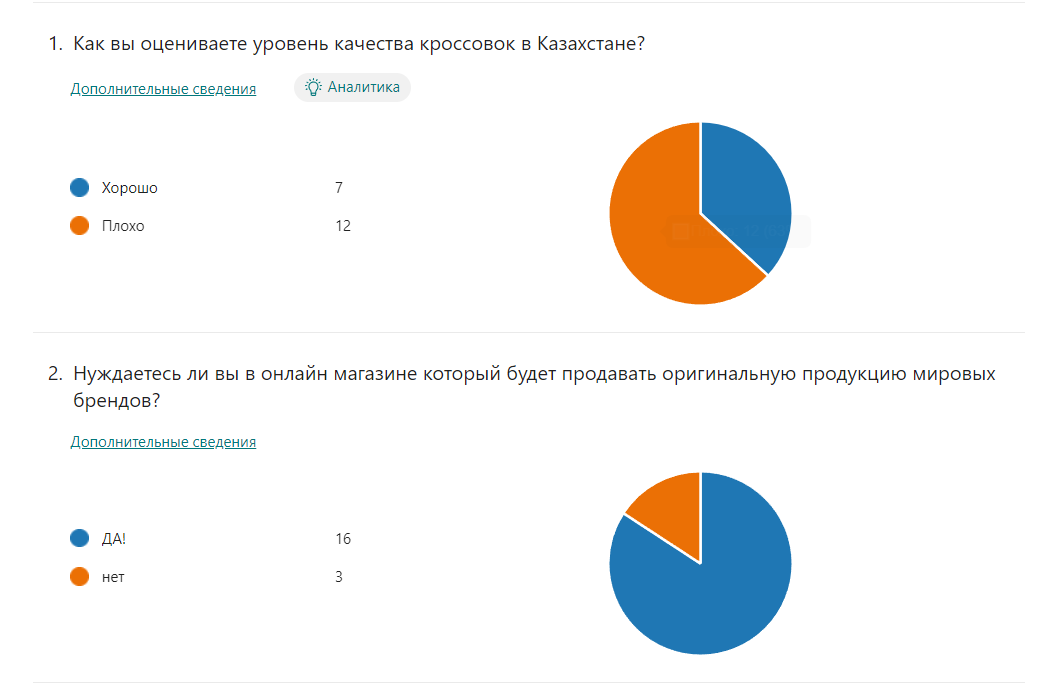 1. Как вы оцениваете уровень качества кроссовок в Казахстане?
Дополнительные сведения
Аналитика
Хорошо 7
Плохо 12
2. Нуждаетесь ли вы в онлайн магазине который будет продавать оригинальную продукцию мировых
брендов?
Дополнительные сведения
ДА! 16
нет 3